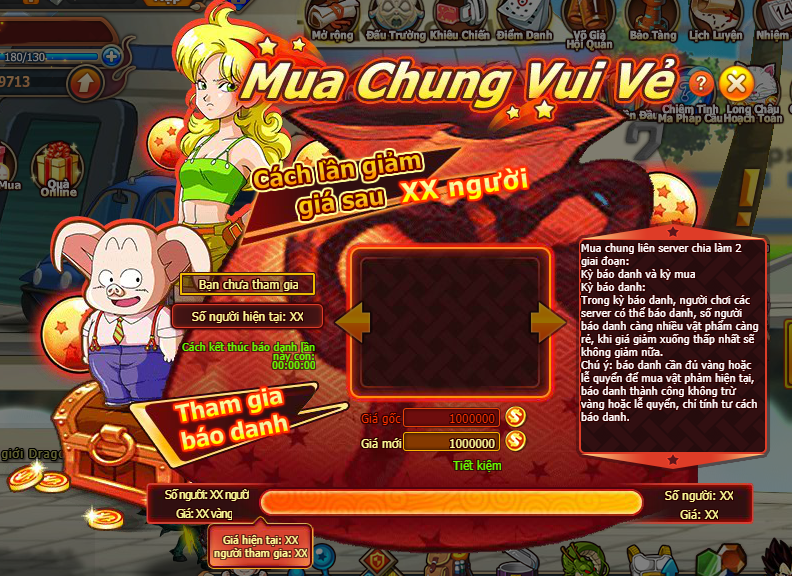 180/130
9713
Mở rộng
Đấu Trường
Khiêu Chiến
Điểm Danh
Võ Giả
Hội Quán
Bảo Tàng
Lịch Luyện
Nhiệm
Mua Chung Vui Vẻ
?
Chiêm Tinh
Ma Pháp Cầu
Long Châu
Hoạch Toán
Mua
Quà
Online
Cách lần giảm
giá sau XX người
Bạn chưa tham gia
Số người hiện tại: XX
Cách kết thúc báo danh lần
này còn:
00:00:00
Mua chung liên server chia làm 2
giai đoạn:
Kỳ báo danh và kỳ mua
Kỳ báo danh:
Trong kỳ báo danh, người chơi các
server có thể báo danh, số người
báo danh càng nhiều vật phẩm càng
rẻ, khi giá giảm xuống thấp nhất sẽ
không giảm nữa.
Chú ý: báo danh cần đủ vàng hoặc
lễ quyển để mua vật phẩm hiện tại,
báo danh thành công không trừ
vàng hoặc lễ quyển, chỉ tính tư cách
báo danh.
Tham gia
báo danh
Giá gốc 1000000
Giá mới 1000000
Tiết kiệm
giới Drago
Số người: XX người
Giá: XX vàng
Số người: XX
Giá: XX
Giá hiện tại: XX
người tham gia: XX